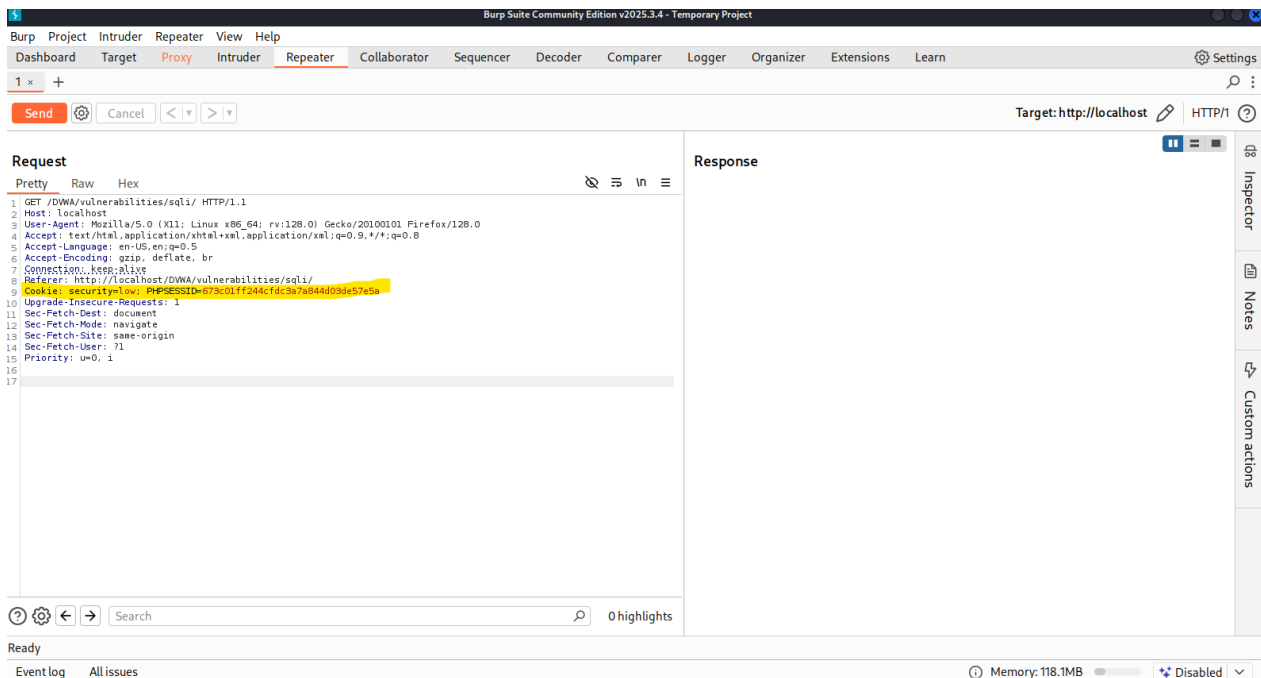 Burp Suite Community Edition v2025.3.4 - Temporary Project
Burp Project Intruder Repeater View Help
Dashboard Target Proxy Intruder Repeater Collaborator Sequencer Decoder Comparer Logger Organizer Extensions Learn Settings
1 × +
Send Cancel < > Target: http://localhost HTTP/1
Request
Response
Pretty Raw Hex \n
1 GET /DVWA/vulnerabilities/sqli/ HTTP/1.1
2 Host: localhost
3 User-Agent: Mozilla/5.0 (X11; Linux x86_64; rv:128.0) Gecko/20100101 Firefox/128.0
4 Accept: text/html,application/xhtml+xml,application/xml;q=0.9,*/*;q=0.8
5 Accept-Language: en-US,en;q=0.5
6 Accept-Encoding: gzip, deflate, br
7 Connection: keep-alive
8 Referer: http://localhost/DVWA/vulnerabilities/sqli/
9 Cookie: security=low; PHPSESSID=673c01ff244cfdc3a7a844d03de57e5a
10 Upgrade-Insecure-Requests: 1
11 Sec-Fetch-Dest: document
12 Sec-Fetch-Mode: navigate
13 Sec-Fetch-Site: same-origin
14 Sec-Fetch-User: ?1
15 Priority: u=0, i
16
17
Inspector
Notes
Custom actions
Search 0 highlights
Ready
Event log All issues Memory: 118.1MB Disabled